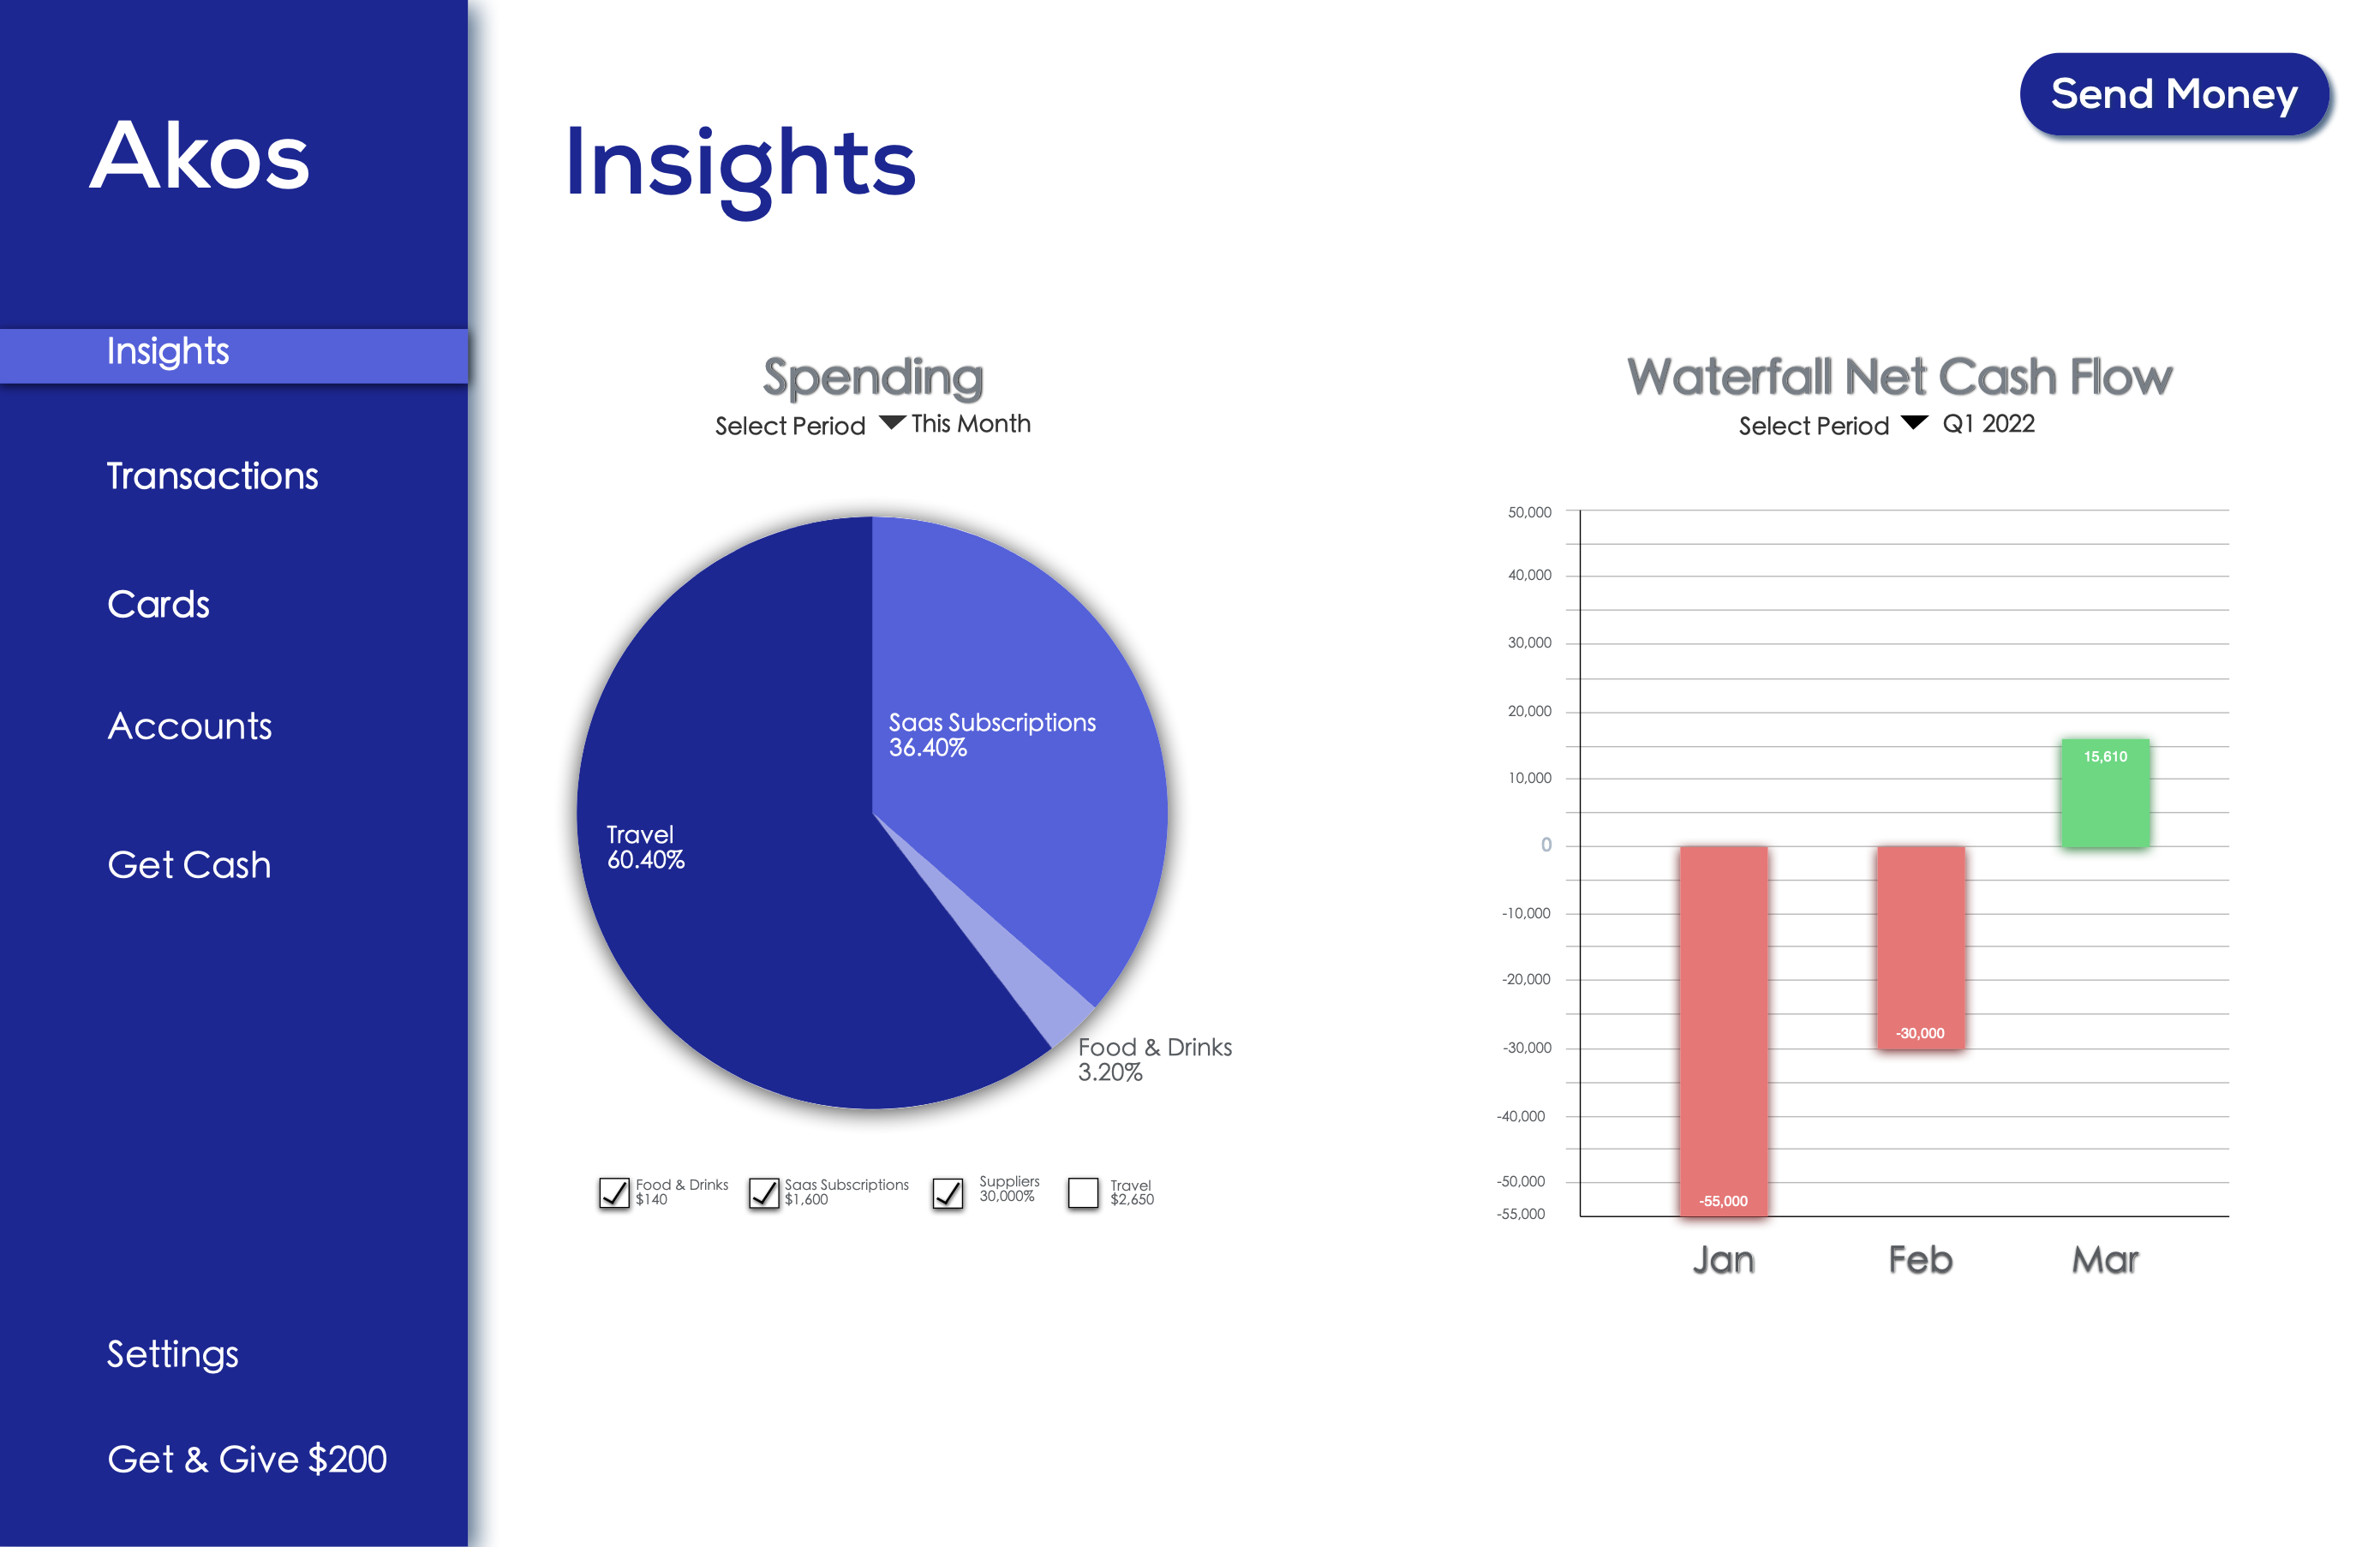 Akos
Insights
Transactions
Cards
Accounts
Get Cash
Settings
Get & Give $200
Insights
Send Money
Spending
Select Period This Month
Saas Subscriptions
36.40%
Travel
60.40%
Food & Drinks
3.20%
Food & Drinks
$140
Saas Subscriptions
$1,600
Suppliers
30,000%
Travel
$2,650
Waterfall Net Cash Flow
Select Period Q1 2022
50,000
40,000
30,000
20,000
10,000
0
-10,000
-20,000
-30,000
-40,000
-50,000
-55,000
15,610
-30,000
-55,000
Jan Feb Mar